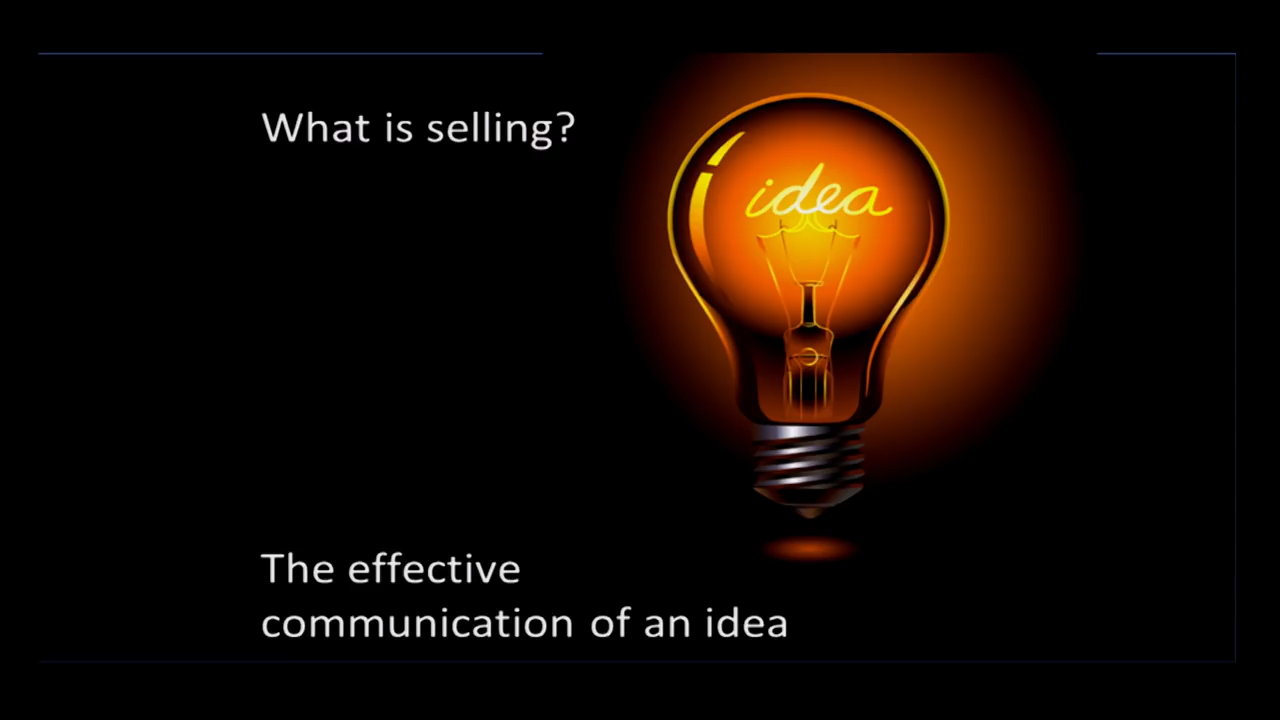 What is selling?
idea
The effective
communication of an idea